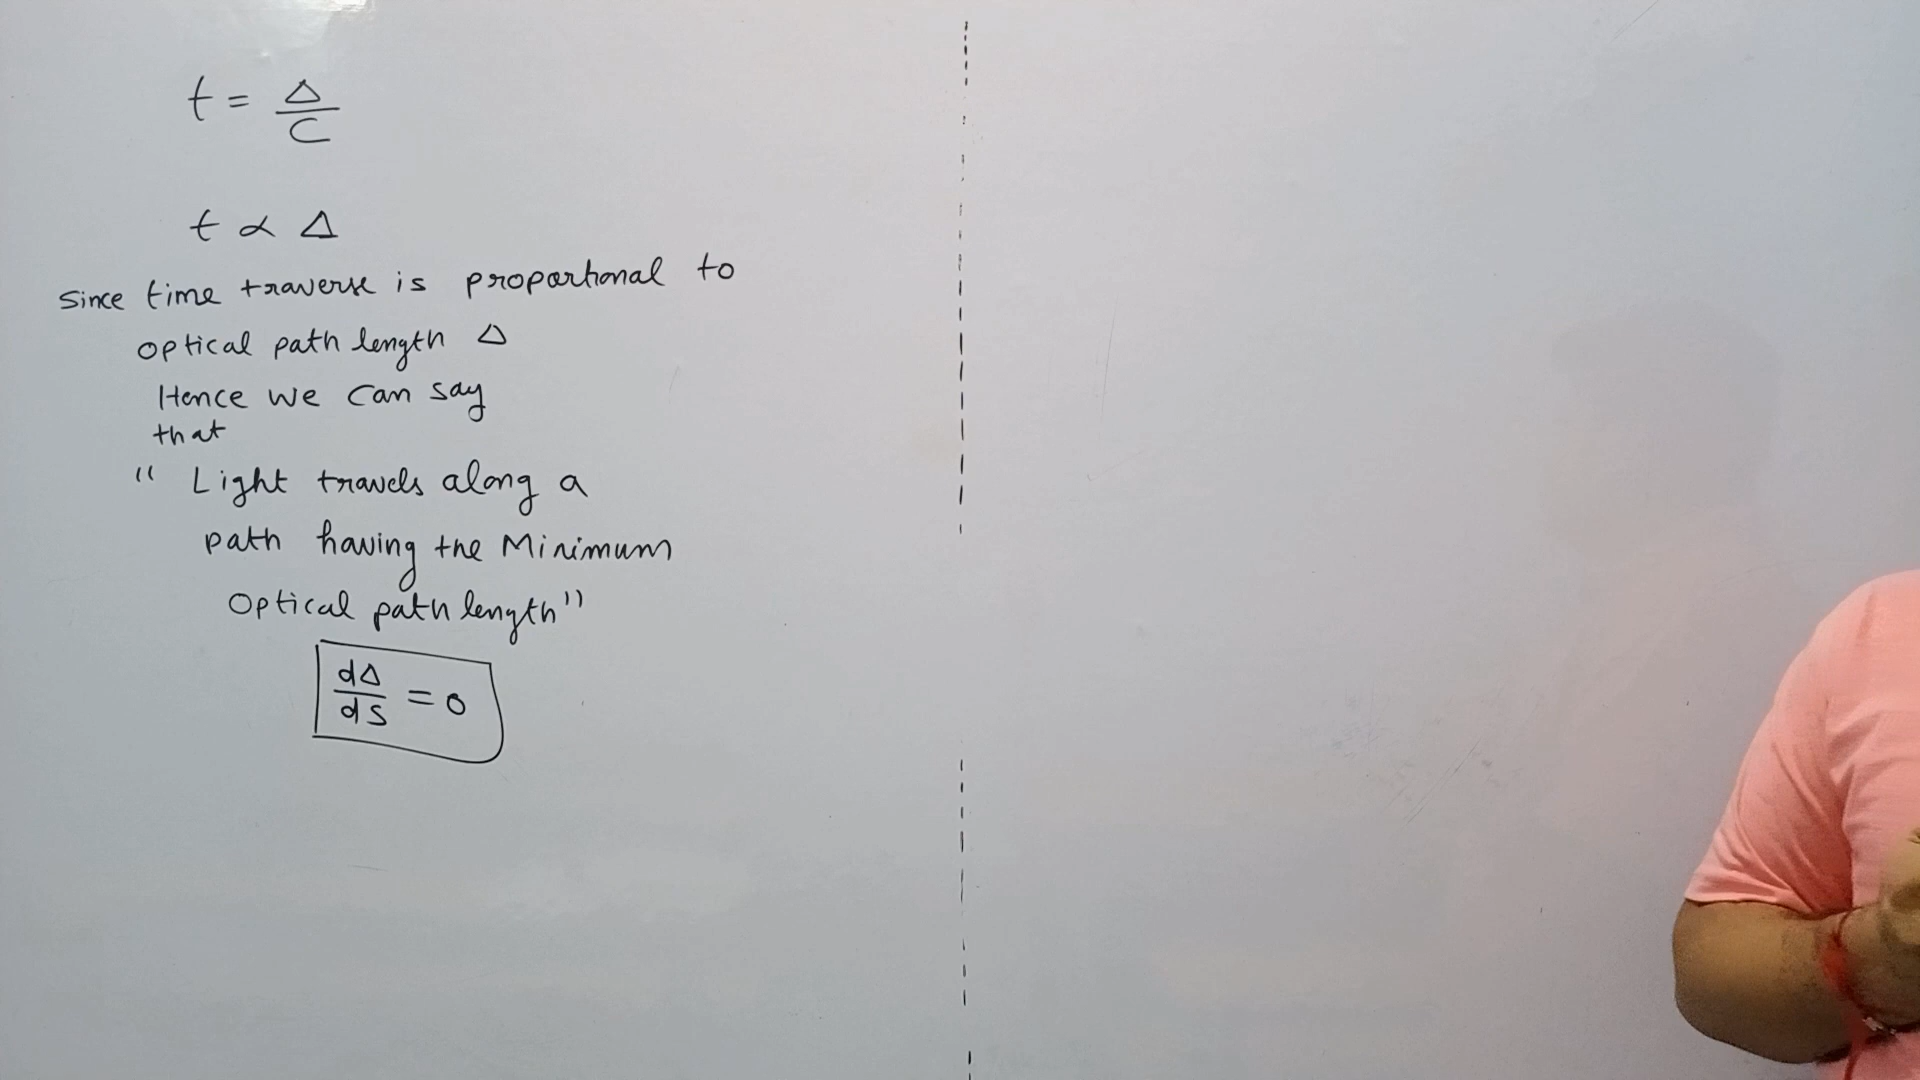 t = Δ/C
t ∝ Δ
Since time traverse is proportional to
optical path length Δ
Hence we can say
that
" Light travels along a
path having the Minimum
Optical path length"
dΔ/ds = 0